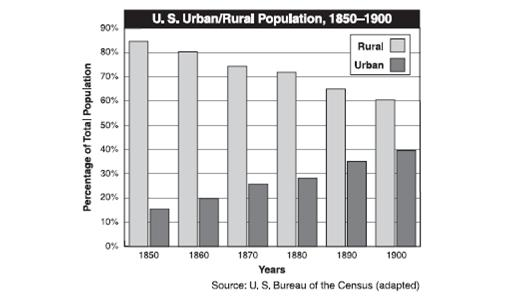 U. S. Urban/Rural Population, 1850–1900
90%
80%
70%
60%
50%
40%
30%
20%
10%
0%
Percentage of Total Population
Rural
Urban
1850 1860 1870 1880 1890 1900
Years
Source: U. S. Bureau of the Census (adapted)